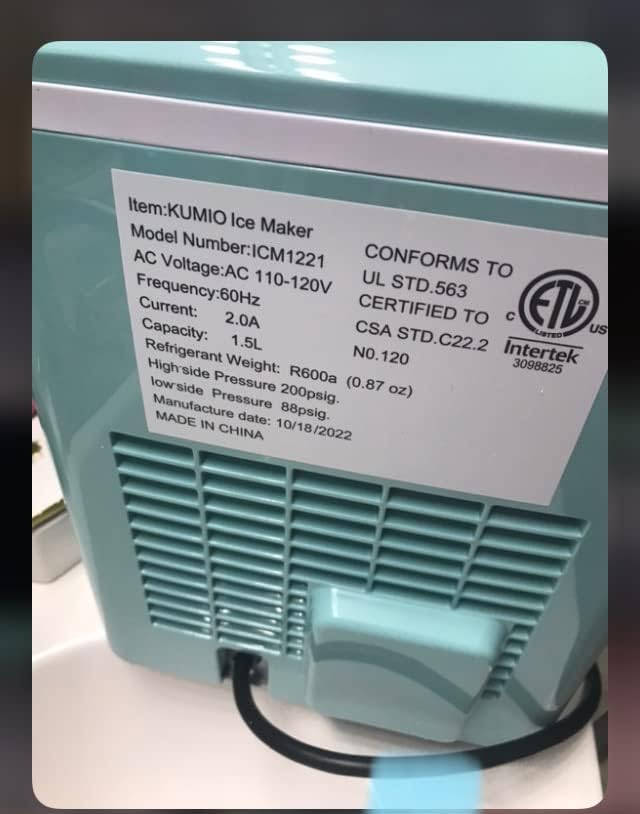 Item:KUMIO Ice Maker
Model Number:ICM1221
AC Voltage:AC 110-120V
Frequency:60Hz
Current: 2.0A
Capacity: 1.5L
Refrigerant Weight: R600a (0.87 oz)
High-side Pressure 200psig.
low-side Pressure 88psig.
Manufacture date: 10/18/2022
MADE IN CHINA
CONFORMS TO
UL STD.563
CERTIFIED TO
CSA STD.C22.2
N0.120
c ETL CM US
LISTED
Intertek
3098825